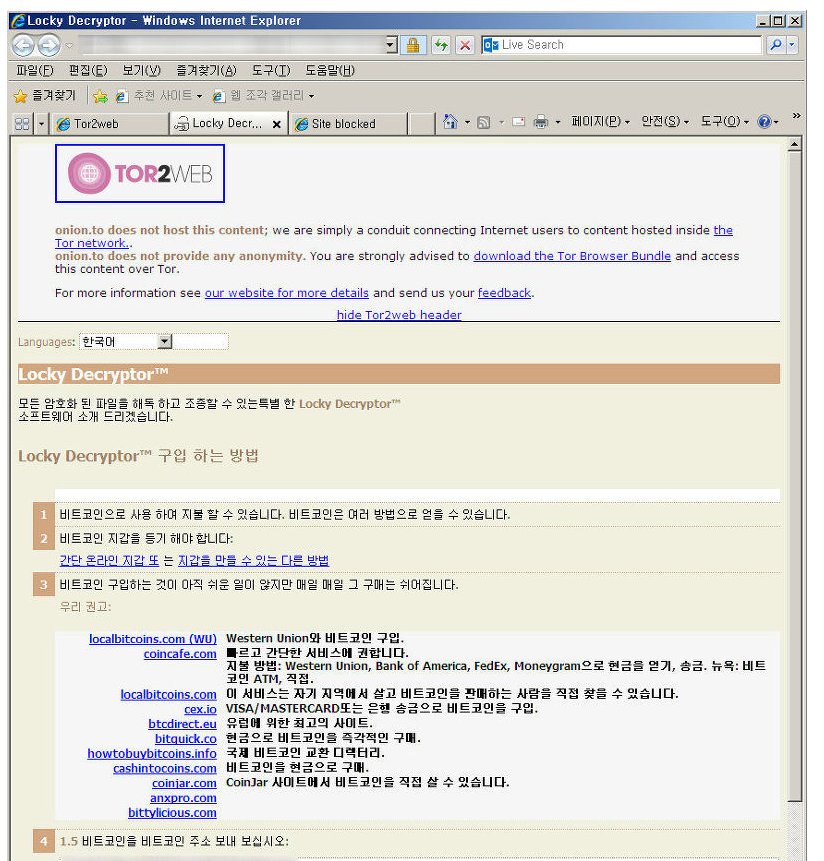 Locky Decryptor - Windows Internet Explorer
Live Search
파일(F) 편집(E) 보기(V) 즐겨찾기(A) 도구(T) 도움말(H)
즐겨찾기 추천 사이트 웹 조각 갤러리
Tor2web Locky Decr... Site blocked 페이지(P) 안전(S) 도구(O)
TOR2WEB
onion.to does not host this content; we are simply a conduit connecting Internet users to content hosted inside the
Tor network..
onion.to does not provide any anonymity. You are strongly advised to download the Tor Browser Bundle and access
this content over Tor.
For more information see our website for more details and send us your feedback.
hide Tor2web header
Languages: 한국어
Locky Decryptor™
모든 암호화 된 파일을 해독 하고 조종할 수 있는특별 한 Locky Decryptor™
소프트웨어 소개 드리겠습니다.
Locky Decryptor™ 구입 하는 방법
1 비트코인으로 사용 하여 지불 할 수 있습니다. 비트코인은 여러 방법으로 얻을 수 있습니다.
2 비트코인 지갑을 등기 해야 합니다:
간단 온라인 지갑 또 는 지갑을 만들 수 있는 다른 방법
3 비트코인 구입하는 것이 아직 쉬운 일이 않지만 매일 매일 그 구매는 쉬어집니다.
우리 권고:
localbitcoins.com (WU) Western Union와 비트코인 구입.
coincafe.com 빠르고 간단한 서비스에 권합니다.
지불 방법: Western Union, Bank of America, FedEx, Moneygram으로 현금을 얻기, 송금. 뉴욕: 비트
코인 ATM, 직접.
localbitcoins.com 이 서비스는 자기 지역에서 살고 비트코인을 판매하는 사람을 직접 찾을 수 있습니다.
cex.io VISA/MASTERCARD또는 은행 송금으로 비트코인을 구입.
btcdirect.eu 유럽에 위한 최고의 사이트.
bitquick.co 현금으로 비트코인을 즉각적인 구매.
howtobuybitcoins.info 국제 비트코인 교환 디렉터리.
cashintocoins.com 비트코인을 현금으로 구매.
coinjar.com CoinJar 사이트에서 비트코인을 직접 살 수 있습니다.
anxpro.com
bittylicious.com
4 1.5 비트코인을 비트코인 주소 보내 보십시오: